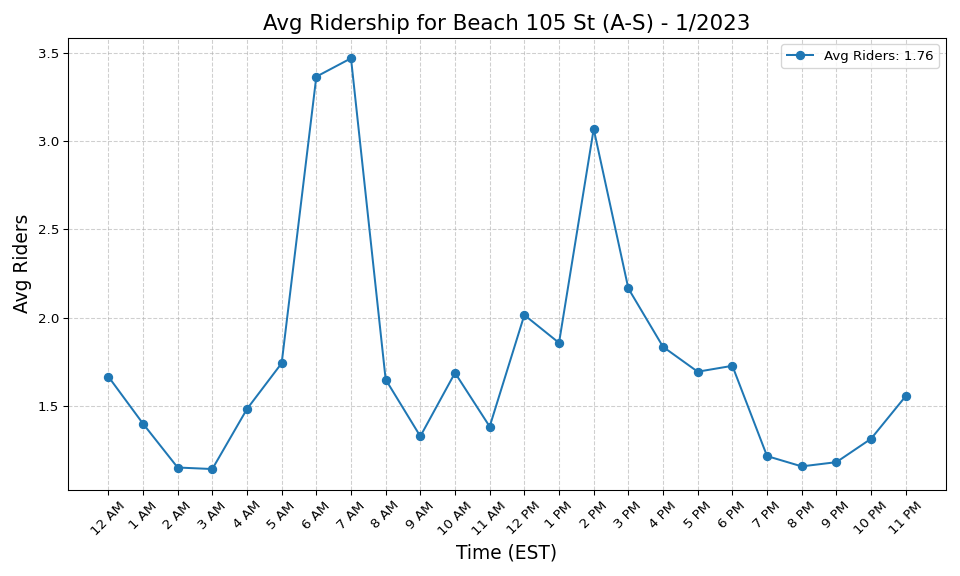 Avg Ridership for Beach 105 St (A-S) - 1/2023
Avg Riders: 1.76
Avg Riders
3.5
3.0
2.5
2.0
1.5
12 AM
1 AM
2 AM
3 AM
4 AM
5 AM
6 AM
7 AM
8 AM
9 AM
10 AM
11 AM
12 PM
1 PM
2 PM
3 PM
4 PM
5 PM
6 PM
7 PM
8 PM
9 PM
10 PM
11 PM
Time (EST)